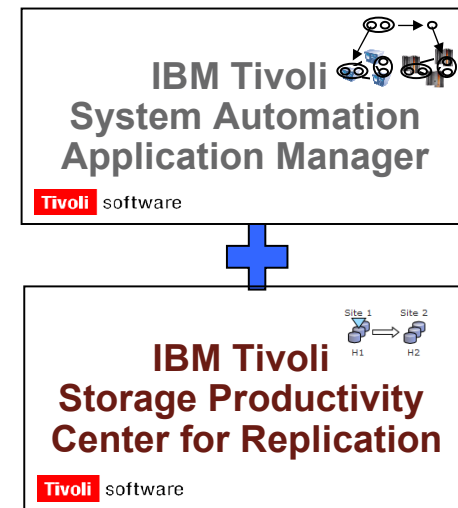 IBM Tivoli
System Automation
Application Manager
Tivoli software
Site 1 Site 2
H1 H2
IBM Tivoli
Storage Productivity
Center for Replication
Tivoli software